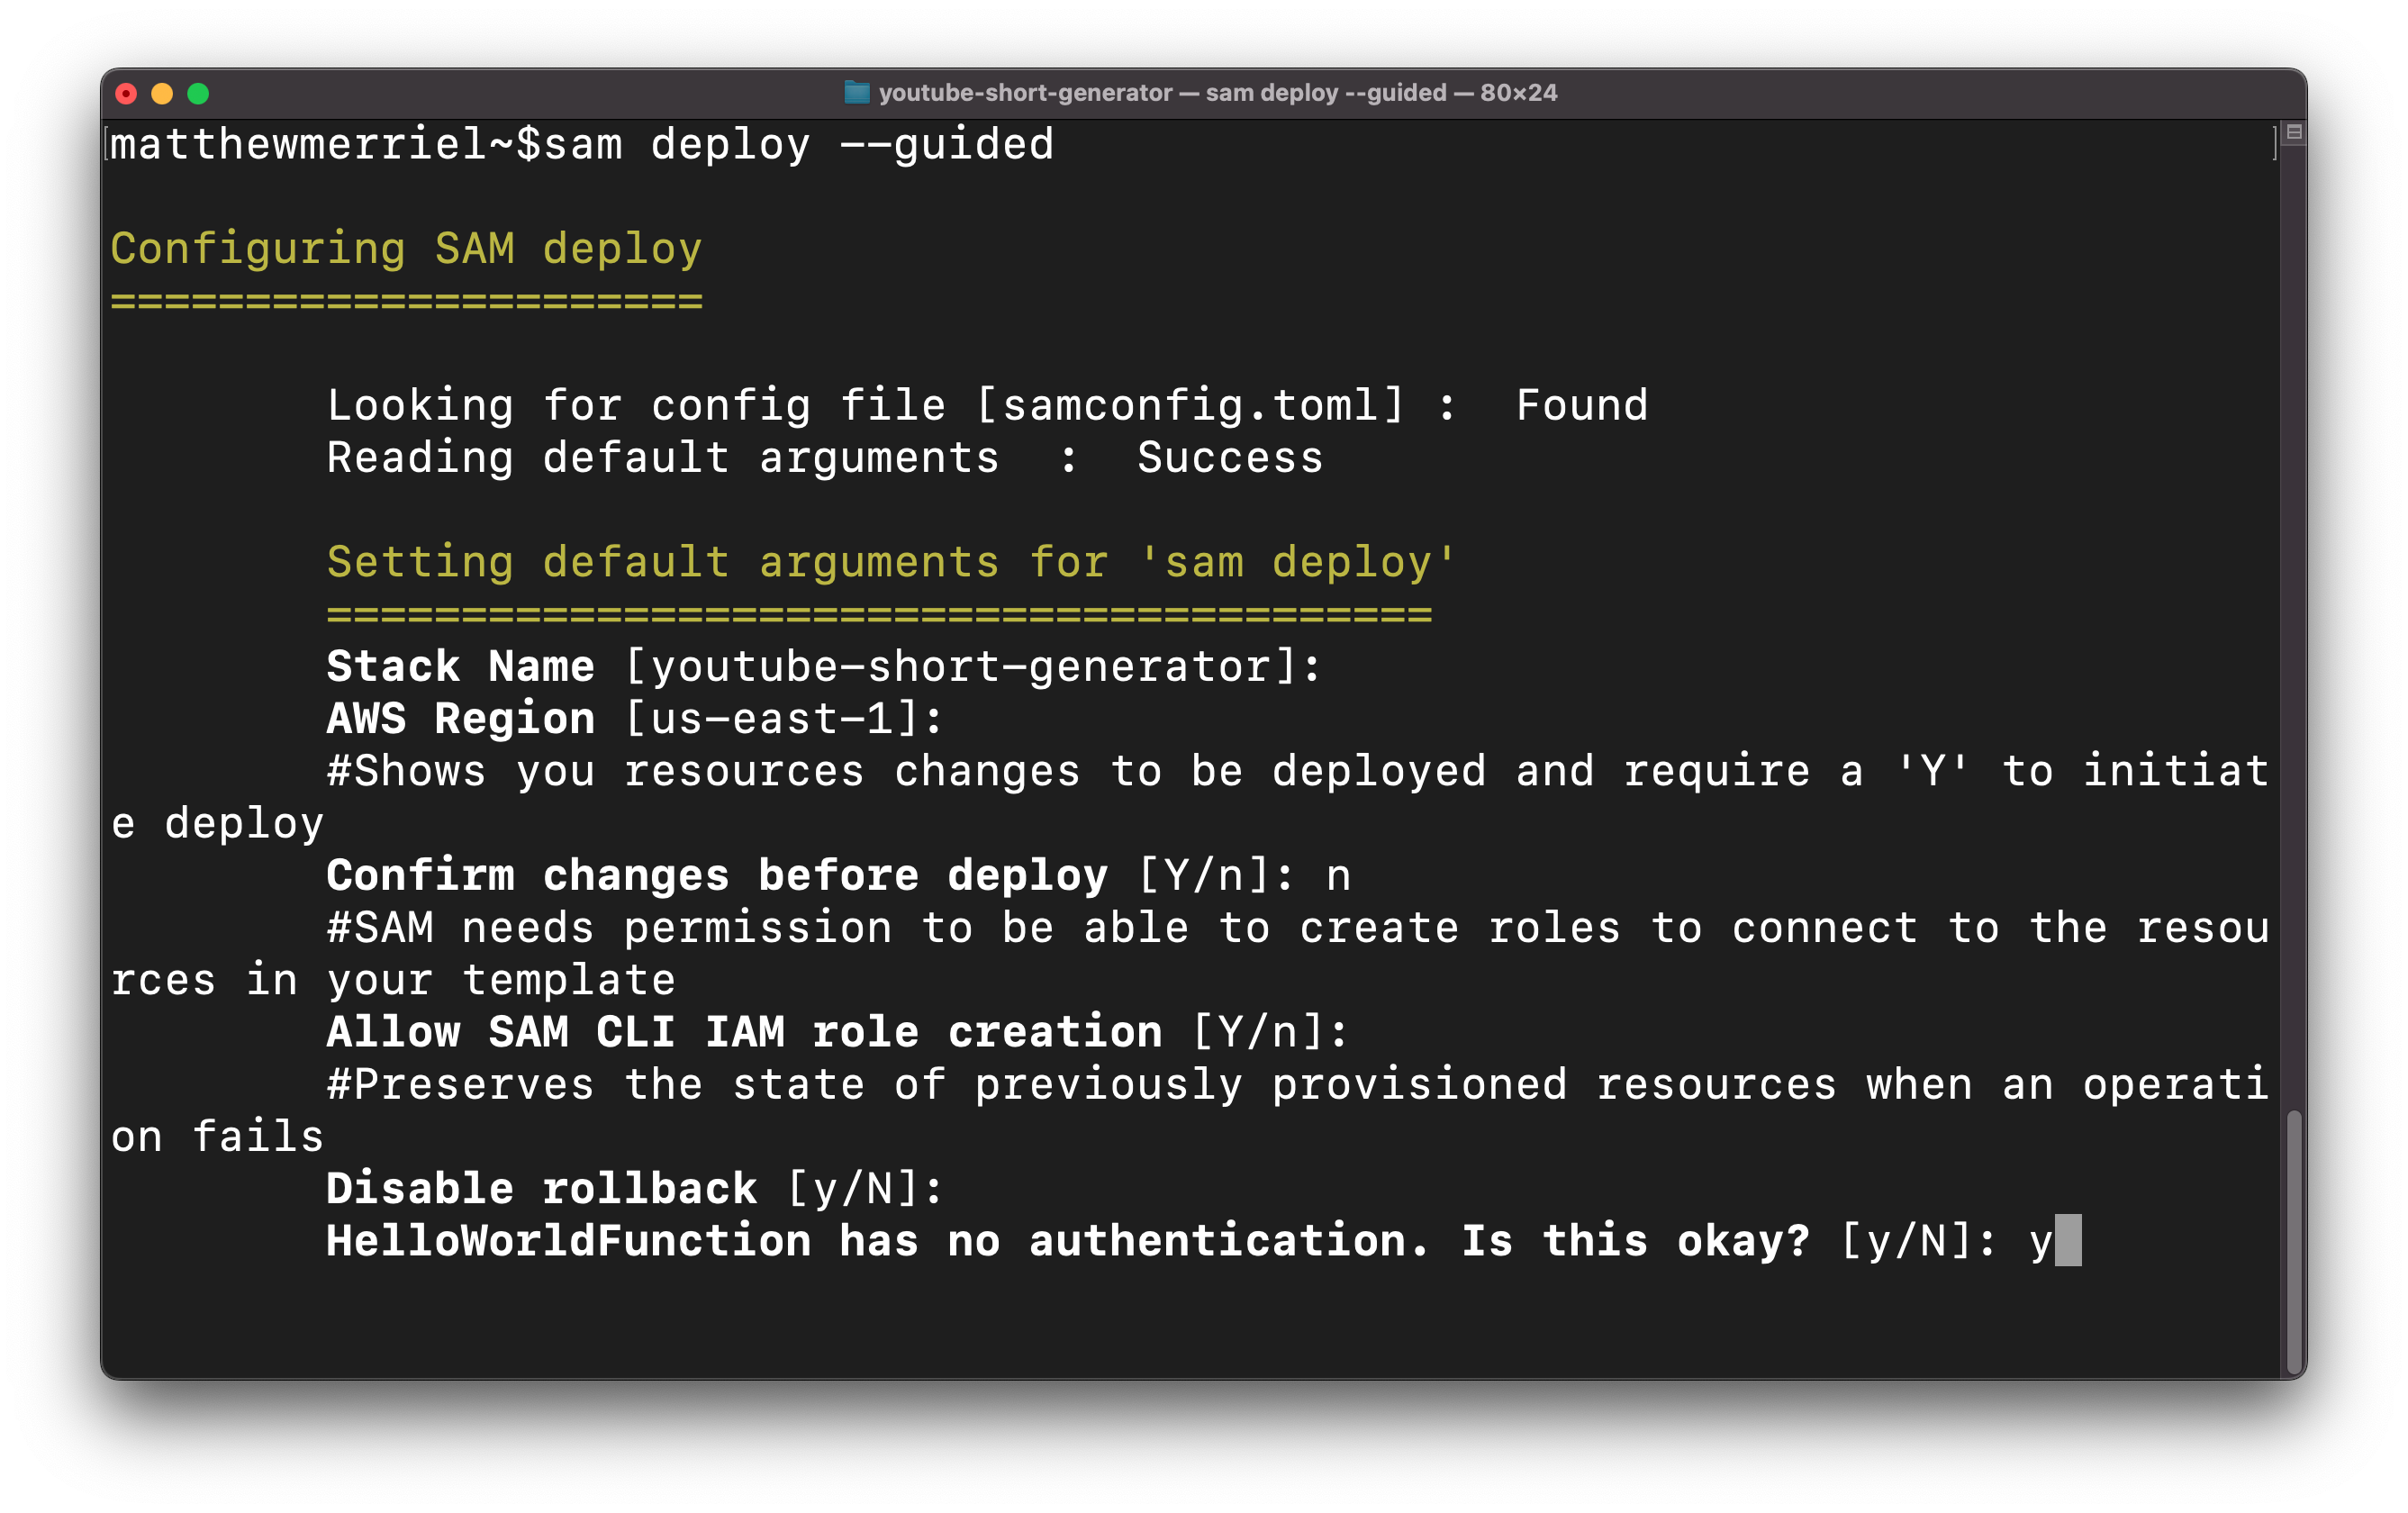 youtube-short-generator — sam deploy --guided — 80×24
matthewmerriel~$sam deploy --guided
Configuring SAM deploy
======================
Looking for config file [samconfig.toml] :  Found
Reading default arguments  :  Success
Setting default arguments for 'sam deploy'
=========================================
Stack Name [youtube-short-generator]:
AWS Region [us-east-1]:
#Shows you resources changes to be deployed and require a 'Y' to initiat
e deploy
Confirm changes before deploy [Y/n]: n
#SAM needs permission to be able to create roles to connect to the resou
rces in your template
Allow SAM CLI IAM role creation [Y/n]:
#Preserves the state of previously provisioned resources when an operati
on fails
Disable rollback [y/N]:
HelloWorldFunction has no authentication. Is this okay? [y/N]: y